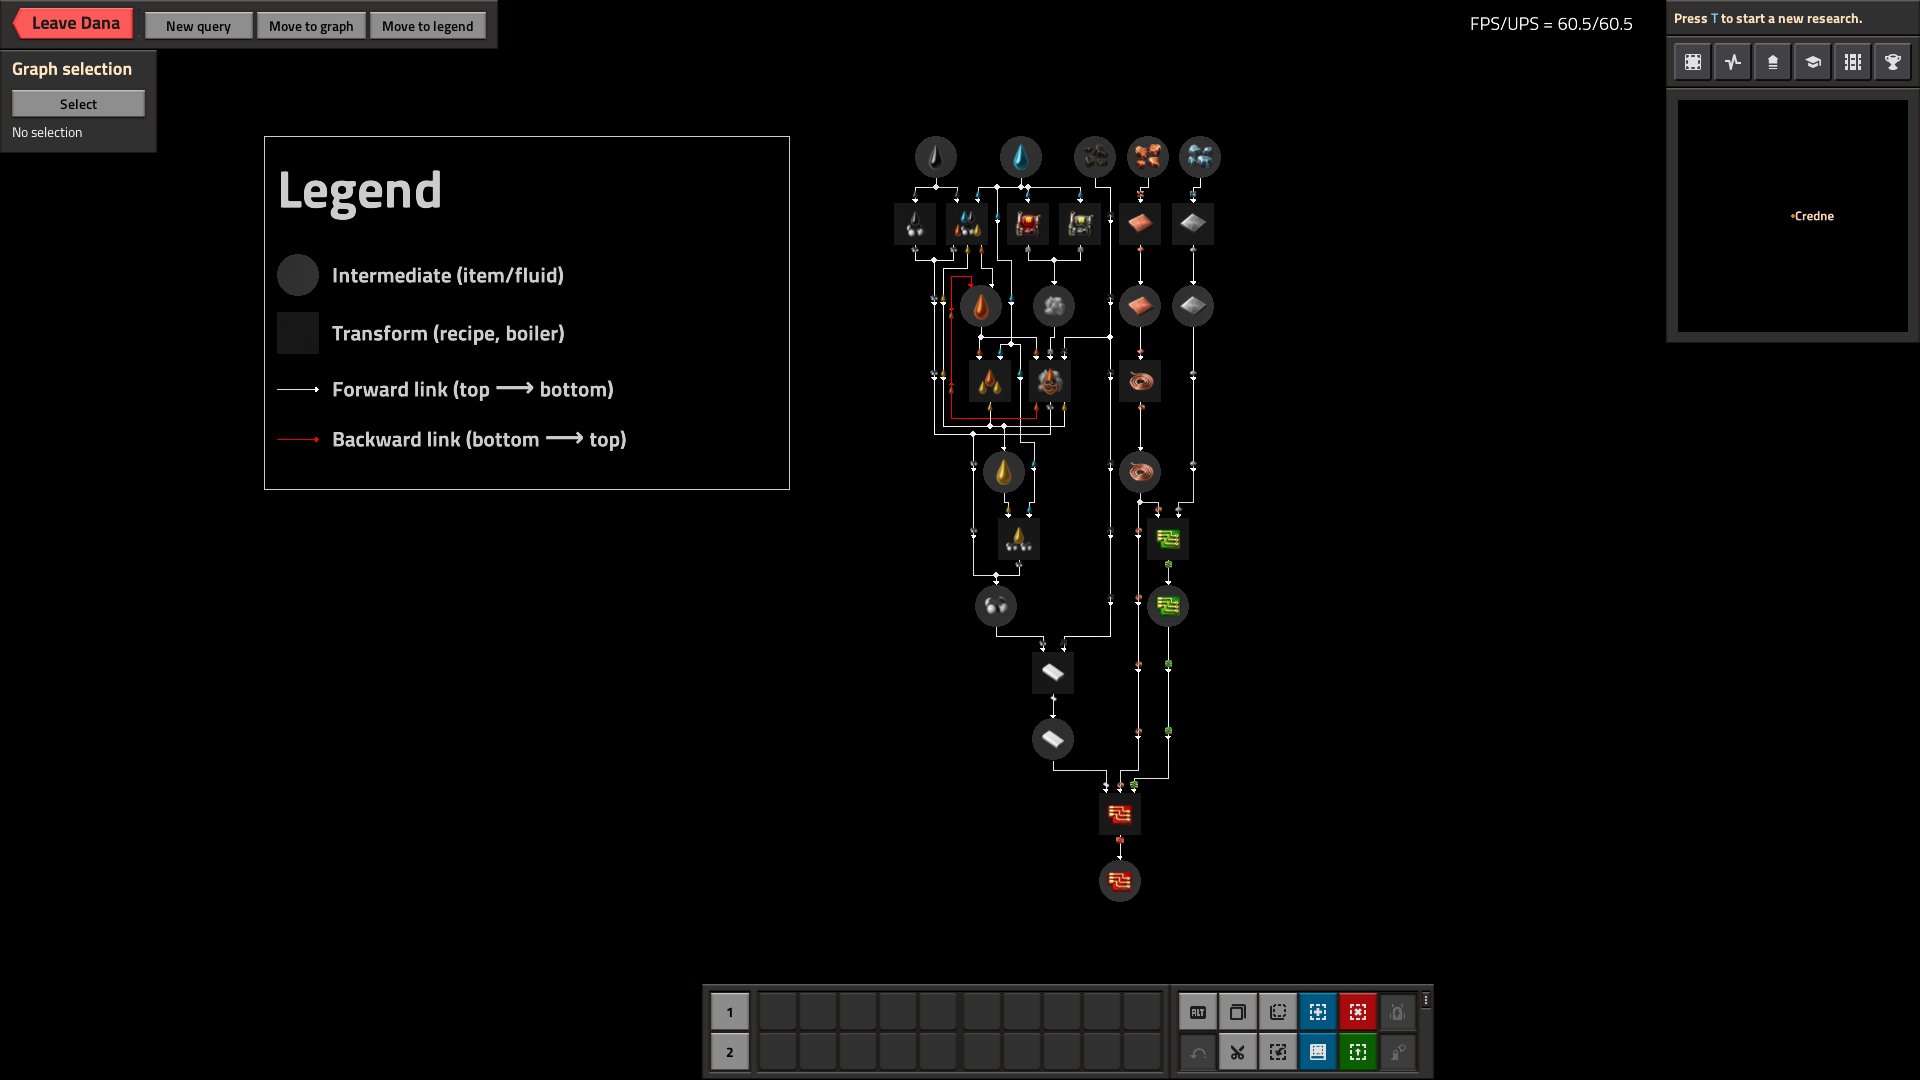 Leave Dana
New query
Move to graph
Move to legend
FPS/UPS = 60.5/60.5
Press T to start a new research.
Graph selection
Select
No selection
Legend
Intermediate (item/fluid)
Transform (recipe, boiler)
Forward link (top ⟶ bottom)
Backward link (bottom ⟶ top)
Credne
1
ALT
2